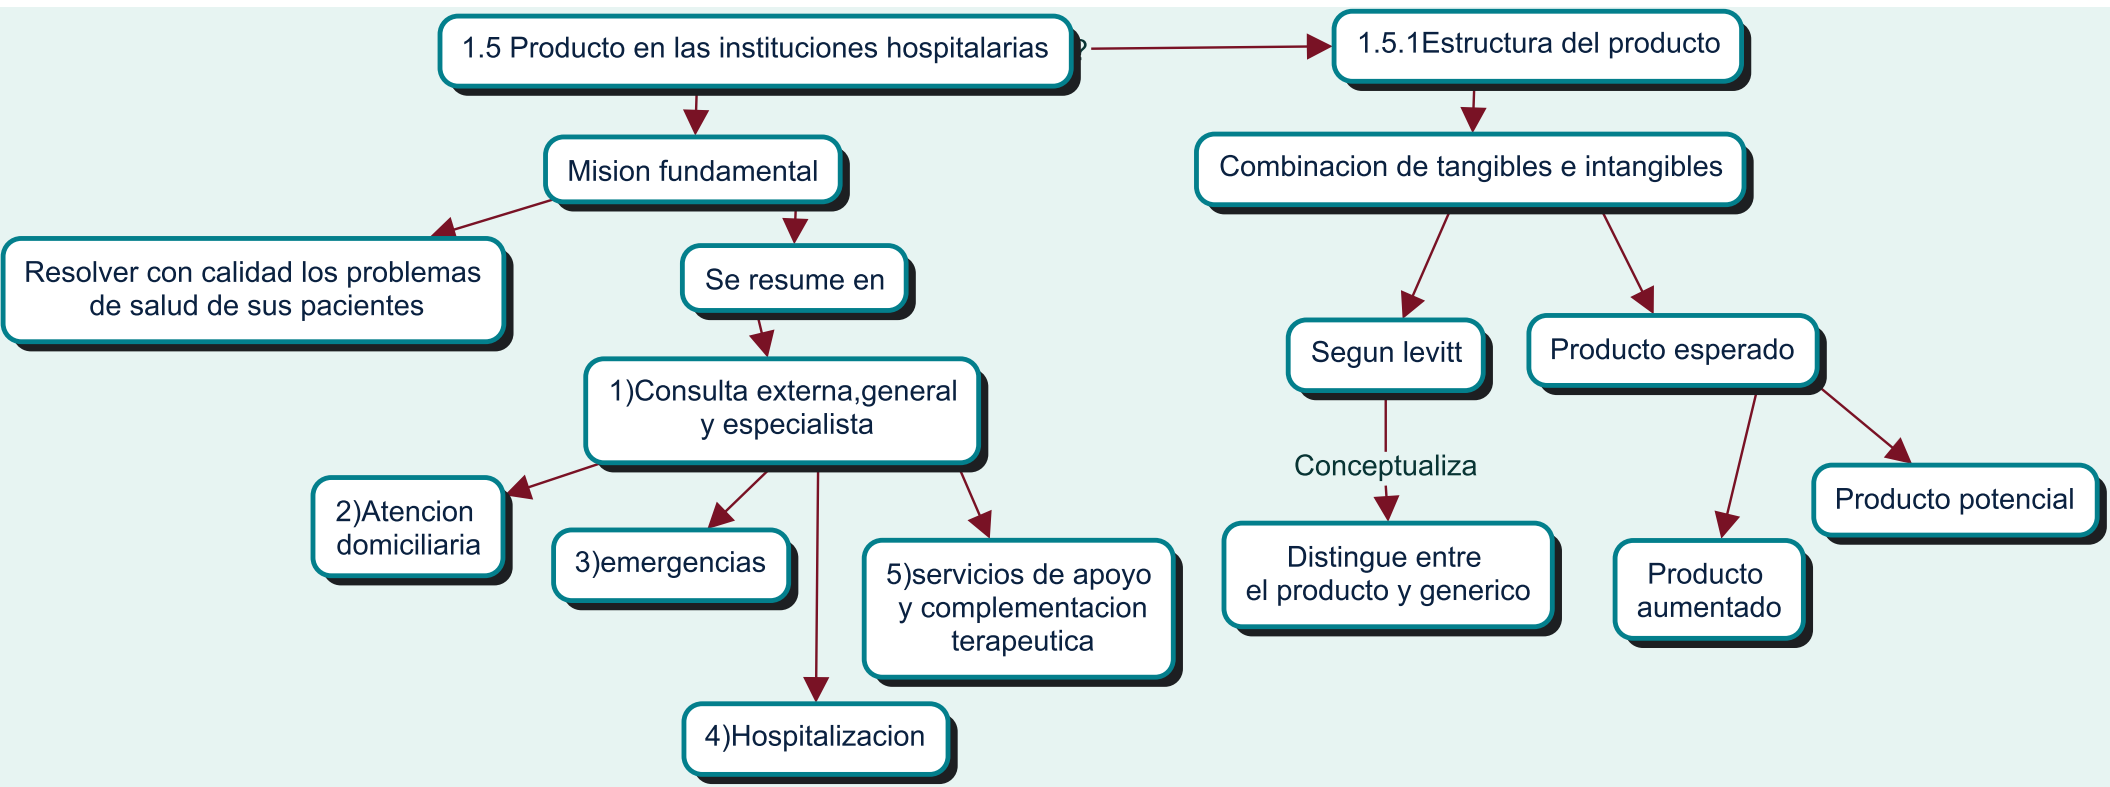 1.5 Producto en las instituciones hospitalarias
?
1.5.1Estructura del producto
Mision fundamental
Combinacion de tangibles e intangibles
Resolver con calidad los problemas
de salud de sus pacientes
Se resume en
Segun levitt
Producto esperado
1)Consulta externa,general
y especialista
Conceptualiza
2)Atencion
domiciliaria
3)emergencias
5)servicios de apoyo
y complementacion
terapeutica
4)Hospitalizacion
Distingue entre
el producto y generico
Producto
aumentado
Producto potencial